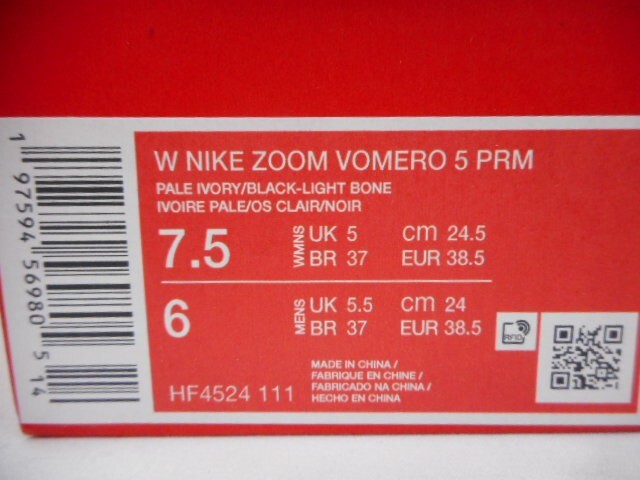 W NIKE ZOOM VOMERO 5 PRM
PALE IVORY/BLACK-LIGHT BONE
IVOIRE PALE/OS CLAIR/NOIR
7.5 WMNS UK 5 cm 24.5
BR 37 EUR 38.5
6 MENS UK 5.5 cm 24
BR 37 EUR 38.5
RFID
MADE IN CHINA /
FABRIQUE EN CHINE /
FABRICADO NA CHINA /
HECHO EN CHINA
HF4524 111
1 97594 56980 5 14